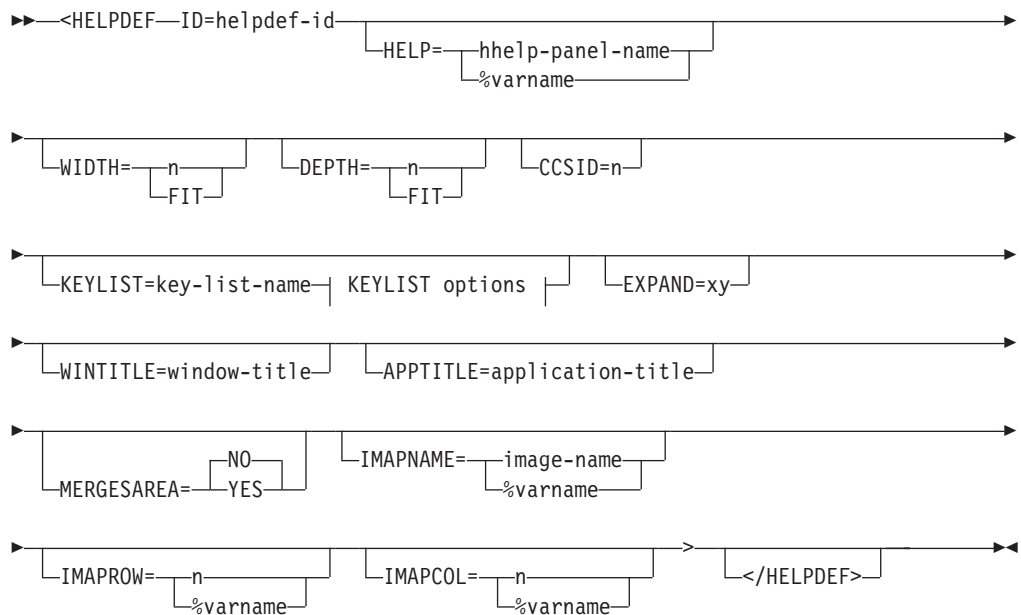 <HELPDEF ID=helpdef-id
HELP= hhelp-panel-name
%varname
WIDTH= n
FIT
DEPTH= n
FIT
CCSID=n
KEYLIST=key-list-name KEYLIST options
EXPAND=xy
WINTITLE=window-title
APPTITLE=application-title
NO
MERGESAREA= YES
IMAPNAME= image-name
%varname
IMAPROW= n
%varname
IMAPCOL= n
%varname
>
</HELPDEF>